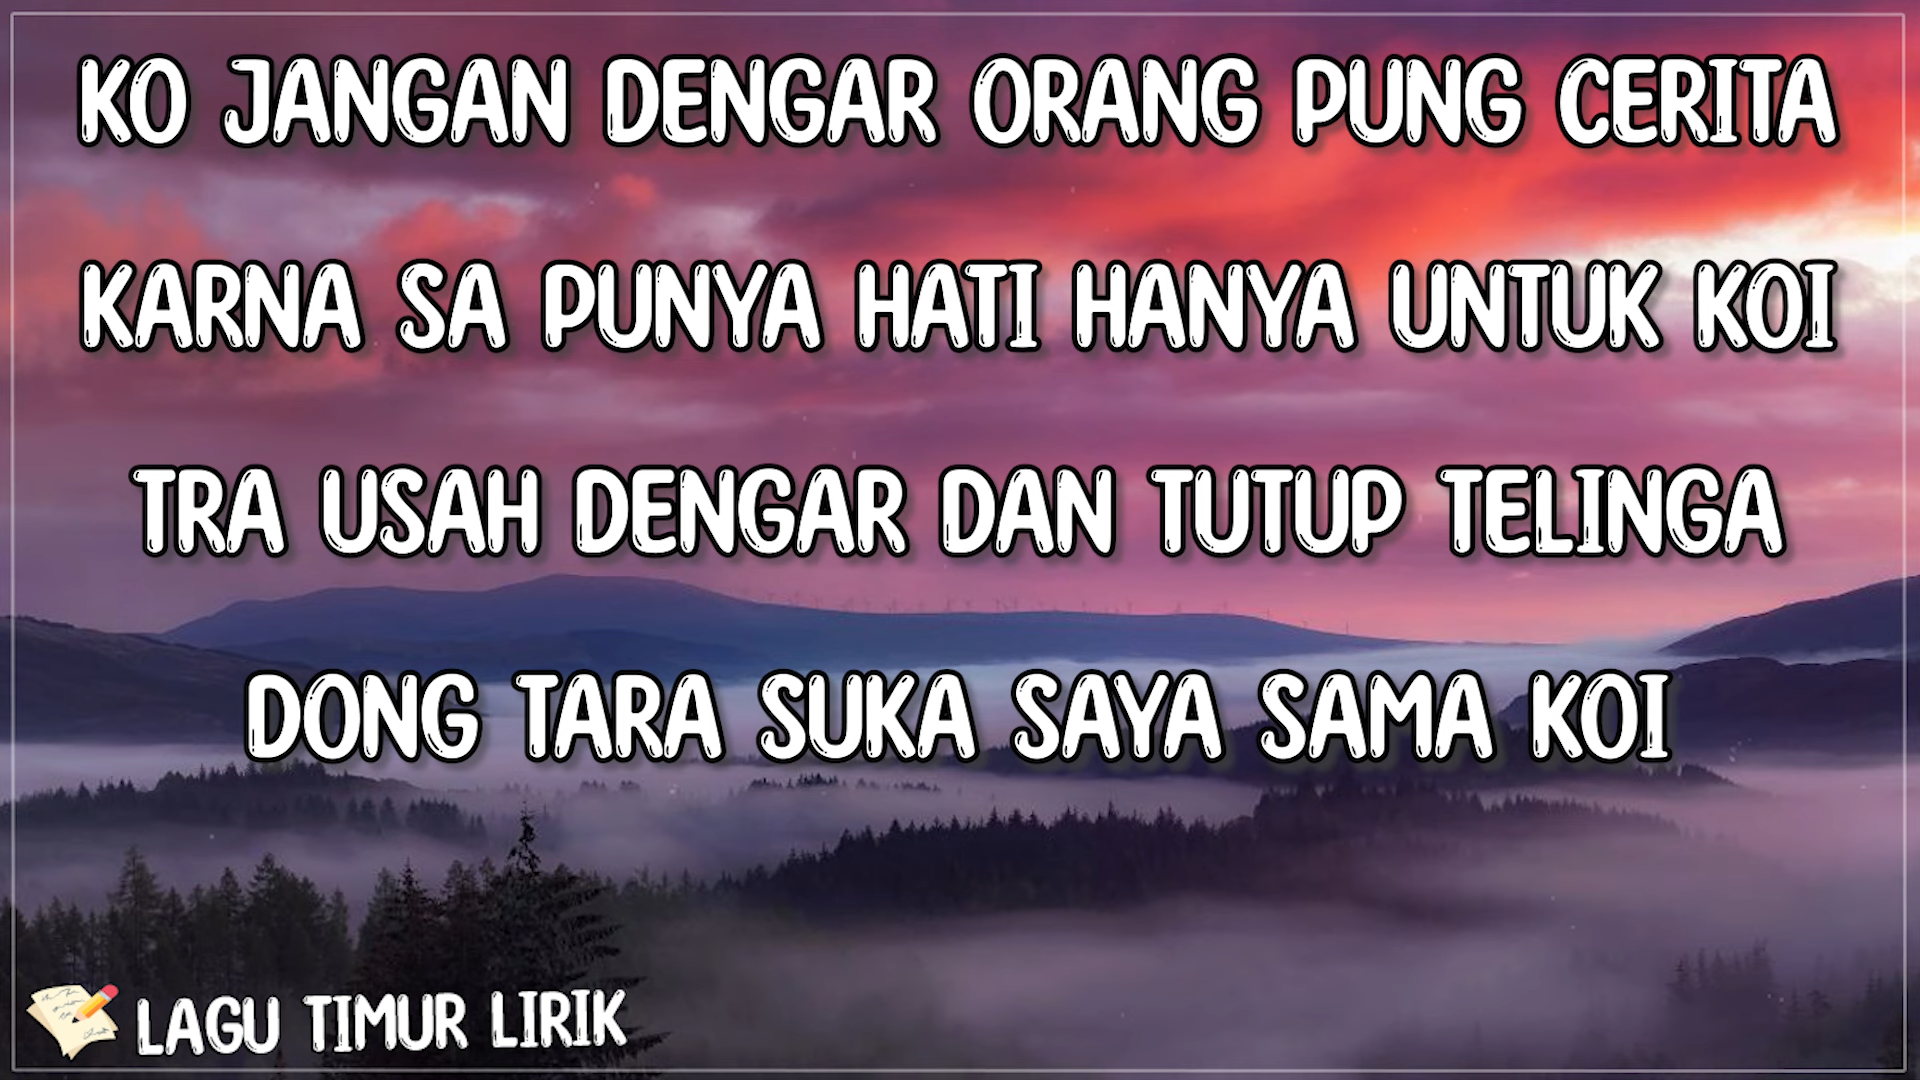 KO JANGAN DENGAR ORANG PUNG CERITA
KARNA SA PUNYA HATI HANYA UNTUK KOI
TRA USAH DENGAR DAN TUTUP TELINGA
DONG TARA SUKA SAYA SAMA KOI
LAGU TIMUR LIRIK